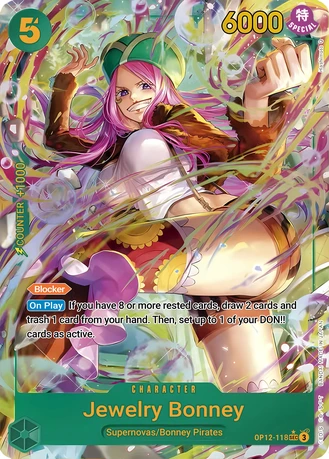 5
6000
特
SPECIAL
COUNTER +1000
Blocker
On Play If you have 8 or more rested cards, draw 2 cards and
trash 1 card from your hand. Then, set up to 1 of your DON!!
cards as active.
CHARACTER
Jewelry Bonney
Supernovas/Bonney Pirates
OP12-118 SEC 3